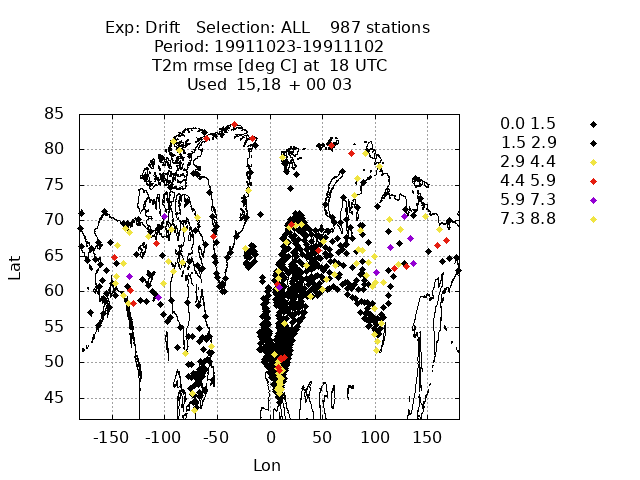 Exp: Drift   Selection: ALL    987 stations
Period: 19911023-19911102
T2m rmse [deg C] at  18 UTC
Used  15,18 + 00 03
85
80
75
70
65
60
55
50
45
Lat
-150 -100 -50 0 50 100 150
Lon
0.0 1.5
1.5 2.9
2.9 4.4
4.4 5.9
5.9 7.3
7.3 8.8